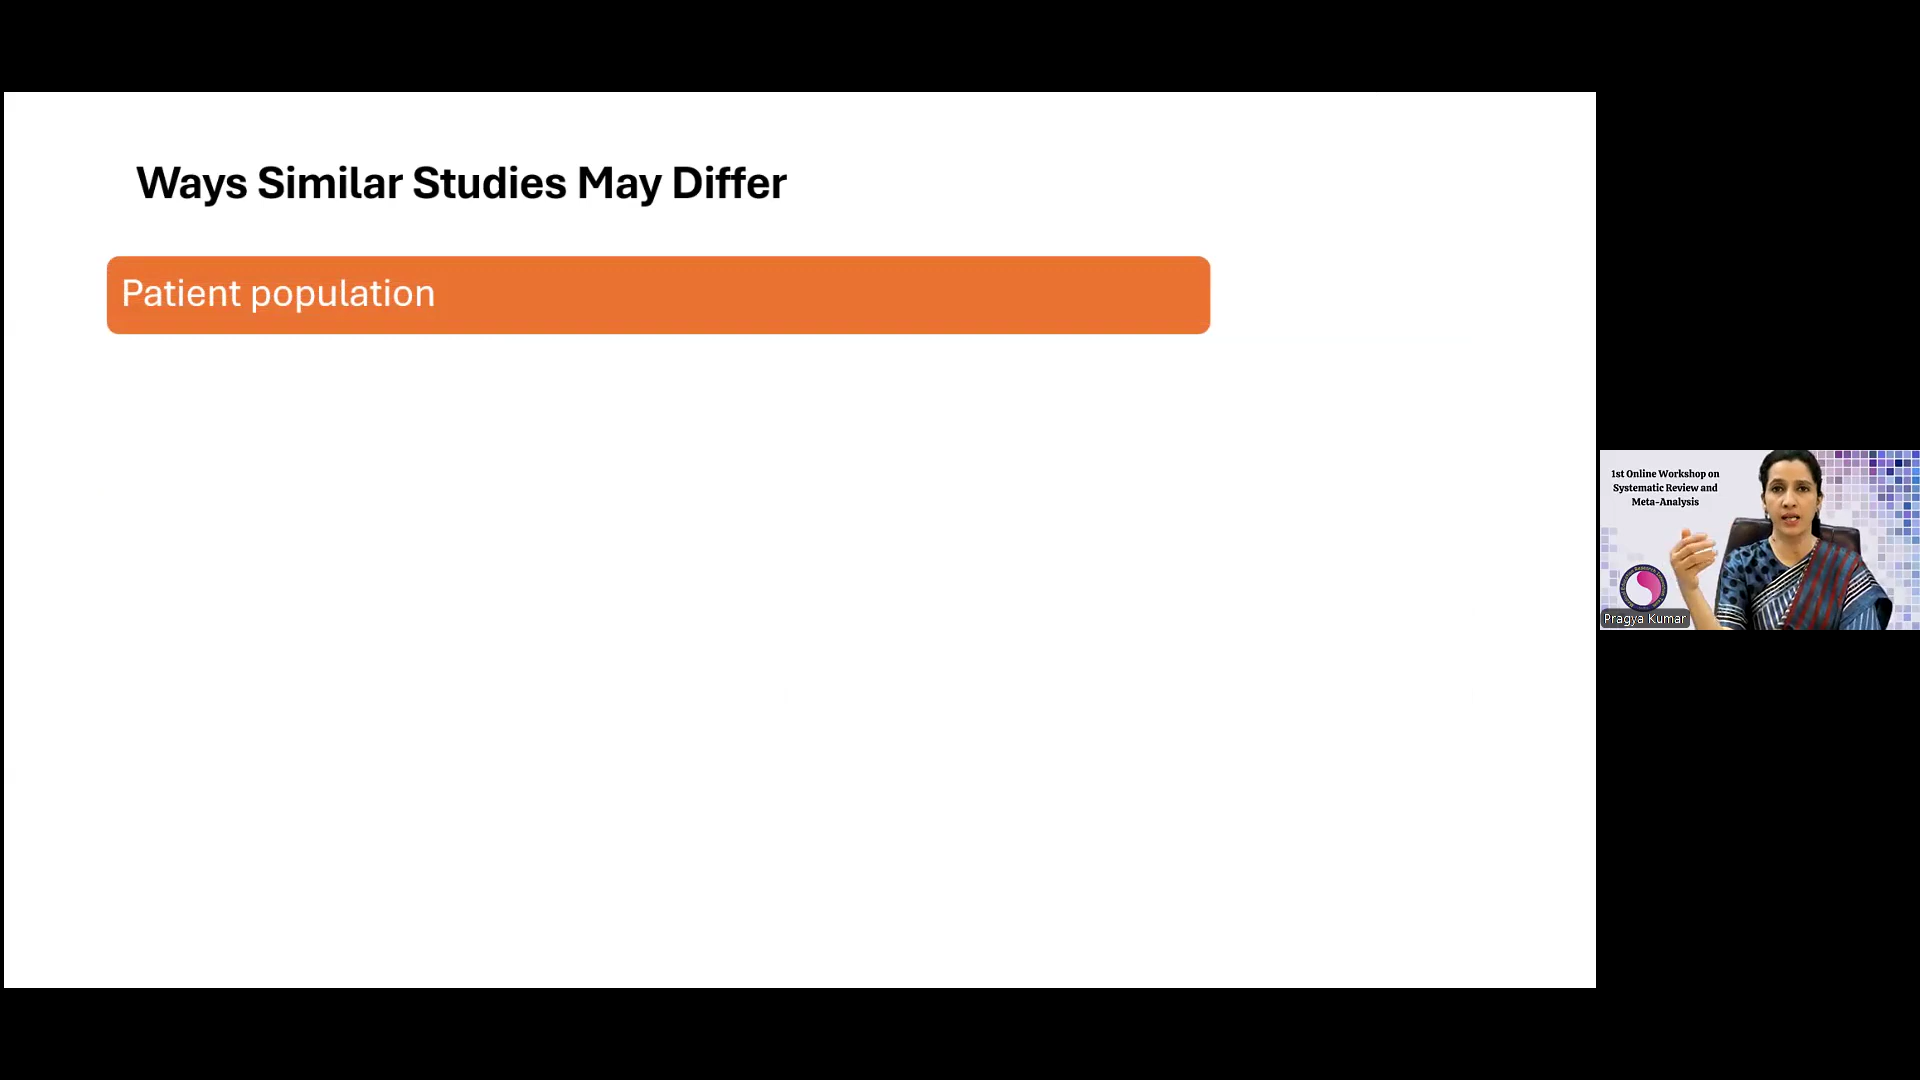 Ways Similar Studies May Differ
Patient population
1st Online Workshop on
Systematic Review and
Meta-Analysis
Pragya Kumar